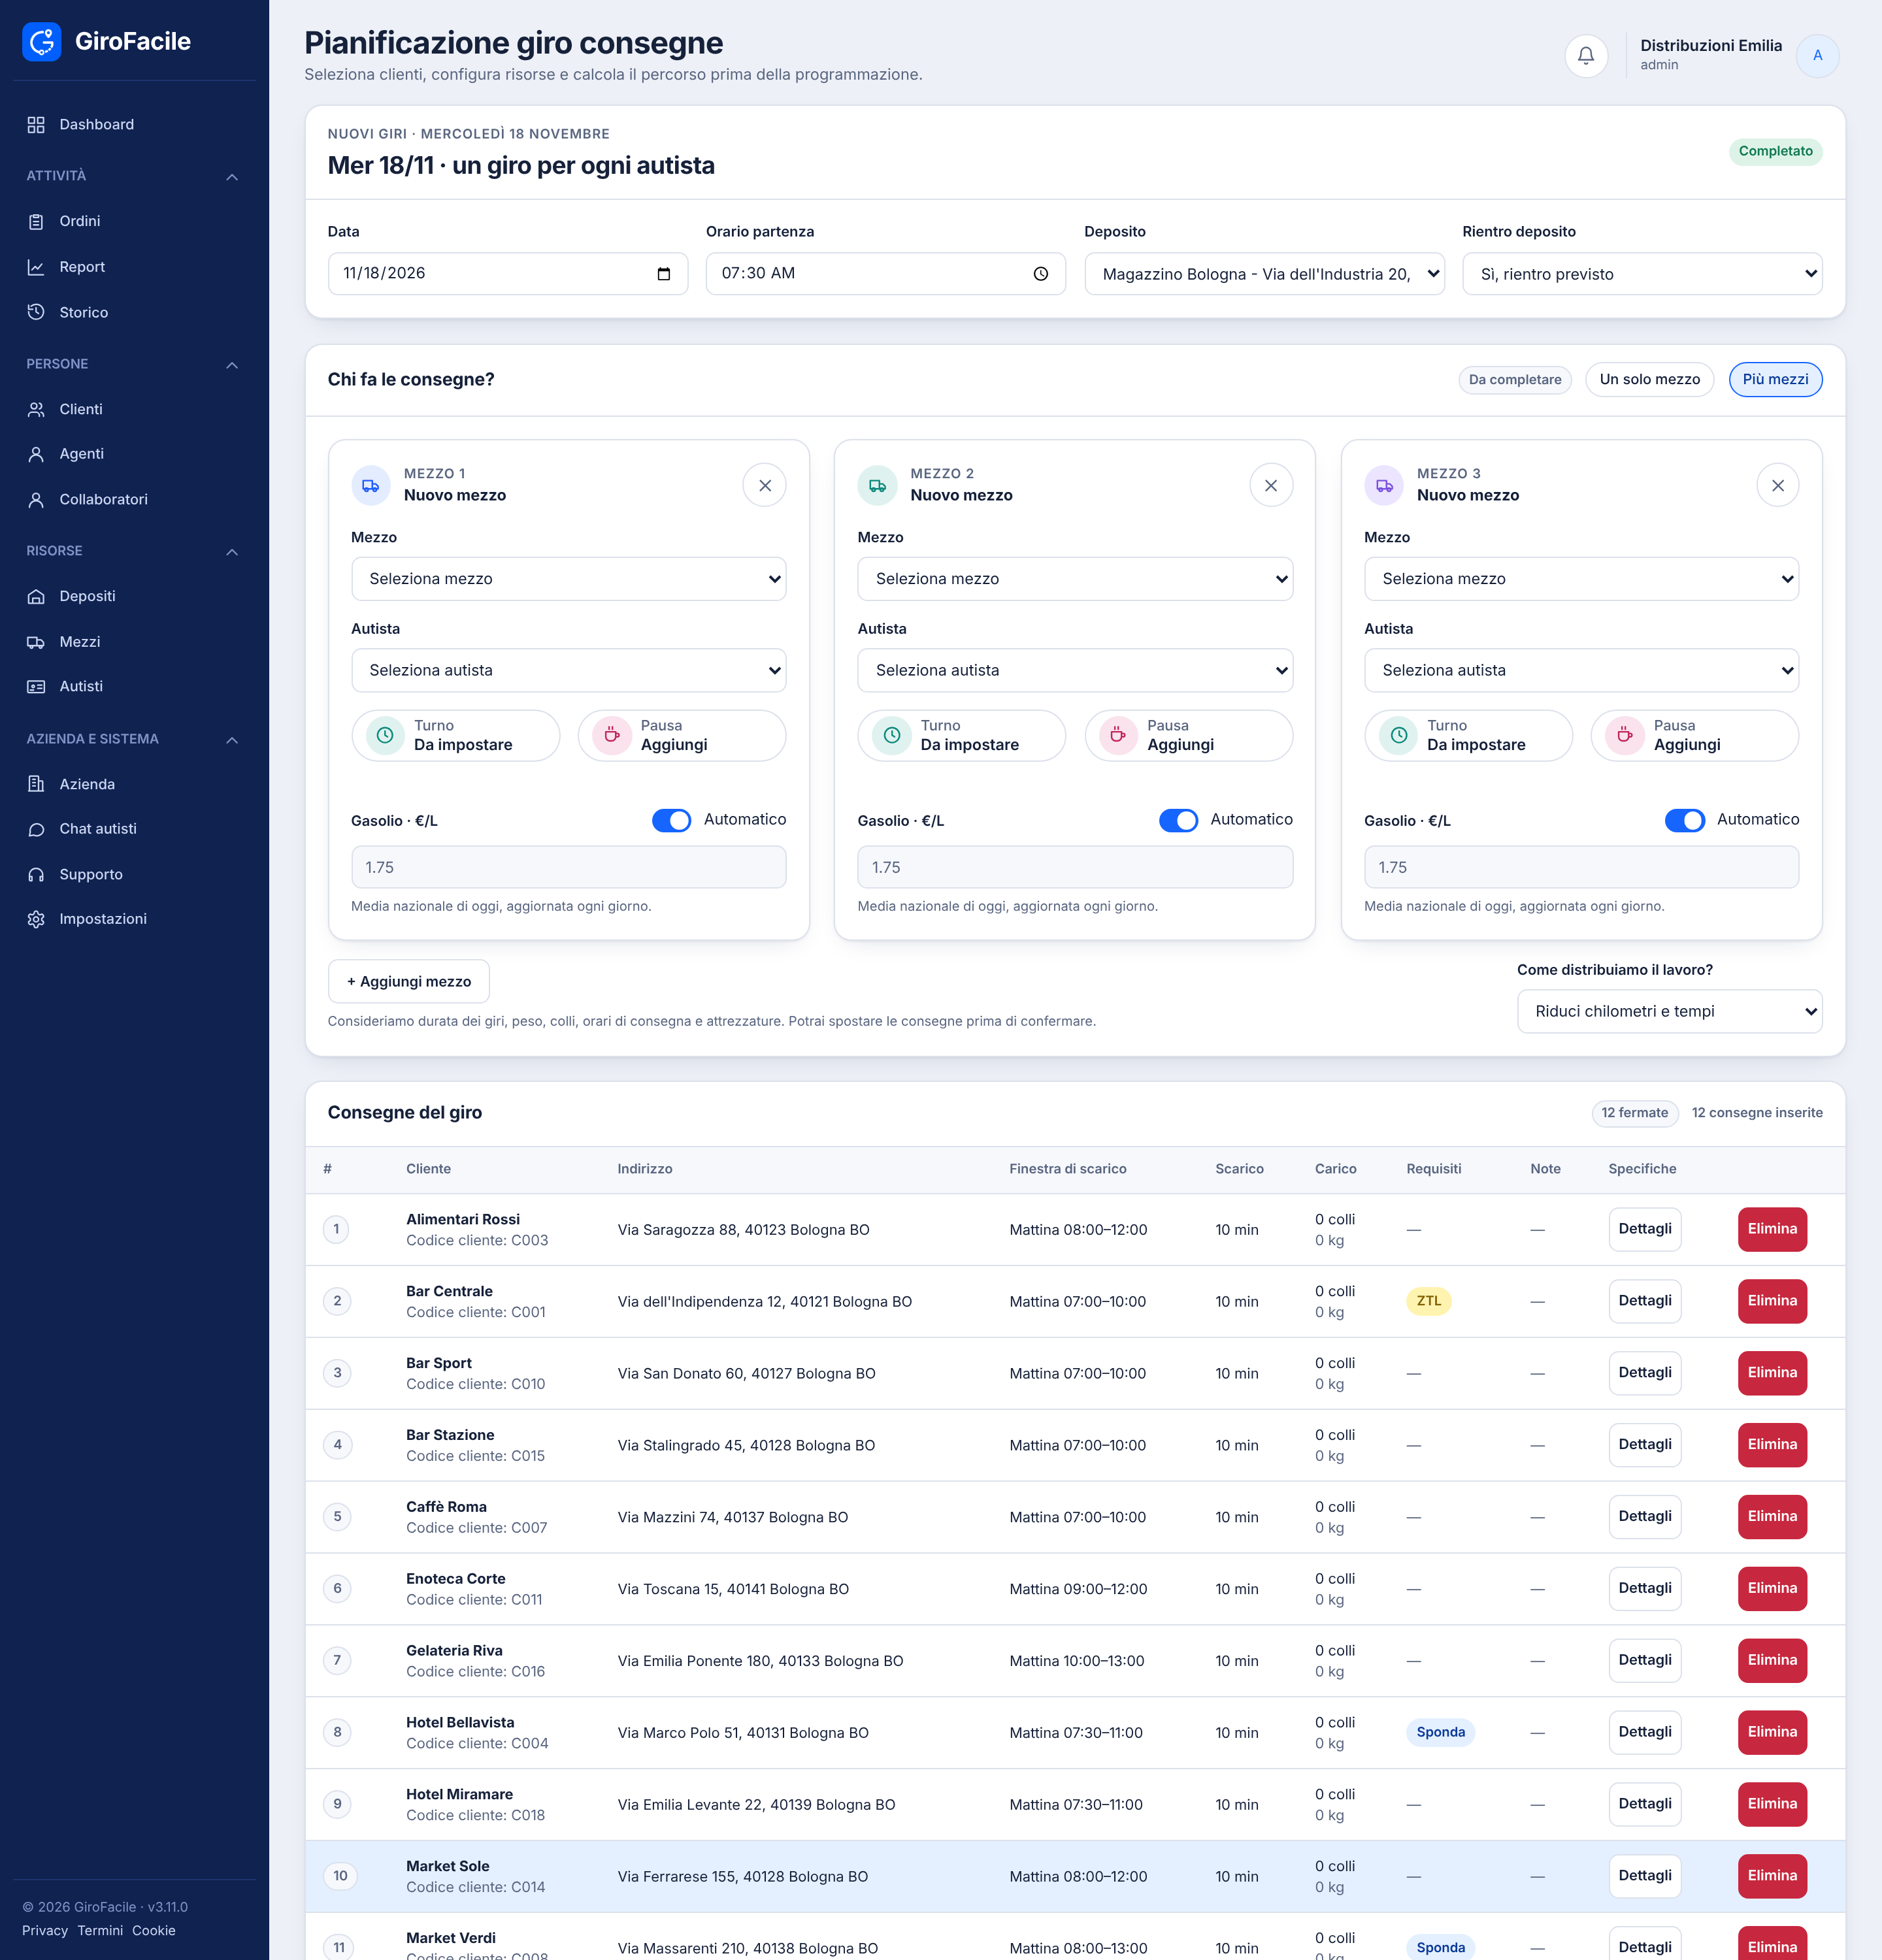 GiroFacile
Dashboard
ATTIVITÀ
Ordini
Report
Storico
PERSONE
Clienti
Agenti
Collaboratori
RISORSE
Depositi
Mezzi
Autisti
AZIENDA E SISTEMA
Azienda
Chat autisti
Supporto
Impostazioni
© 2026 GiroFacile · v3.11.0
Privacy Termini Cookie
Pianificazione giro consegne
Seleziona clienti, configura risorse e calcola il percorso prima della programmazione.
Distribuzioni Emilia
admin
A
NUOVI GIRI · MERCOLEDÌ 18 NOVEMBRE
Mer 18/11 · un giro per ogni autista
Completato
Data Orario partenza Deposito Rientro deposito
11/18/2026 07:30 AM Magazzino Bologna - Via dell'Industria 20, Sì, rientro previsto
Chi fa le consegne?
Da completare Un solo mezzo Più mezzi
MEZZO 1
Nuovo mezzo
Mezzo
Seleziona mezzo
Autista
Seleziona autista
Turno
Da impostare
Pausa
Aggiungi
Gasolio · €/L Automatico
1.75
Media nazionale di oggi, aggiornata ogni giorno.
MEZZO 2
Nuovo mezzo
Mezzo
Seleziona mezzo
Autista
Seleziona autista
Turno
Da impostare
Pausa
Aggiungi
Gasolio · €/L Automatico
1.75
Media nazionale di oggi, aggiornata ogni giorno.
MEZZO 3
Nuovo mezzo
Mezzo
Seleziona mezzo
Autista
Seleziona autista
Turno
Da impostare
Pausa
Aggiungi
Gasolio · €/L Automatico
1.75
Media nazionale di oggi, aggiornata ogni giorno.
+ Aggiungi mezzo
Consideriamo durata dei giri, peso, colli, orari di consegna e attrezzature. Potrai spostare le consegne prima di confermare.
Come distribuiamo il lavoro?
Riduci chilometri e tempi
Consegne del giro
12 fermate 12 consegne inserite
# Cliente Indirizzo Finestra di scarico Scarico Carico Requisiti Note Specifiche
1 Alimentari Rossi Via Saragozza 88, 40123 Bologna BO Mattina 08:00–12:00 10 min 0 colli — — Dettagli Elimina
Codice cliente: C003 0 kg
2 Bar Centrale Via dell'Indipendenza 12, 40121 Bologna BO Mattina 07:00–10:00 10 min 0 colli ZTL — Dettagli Elimina
Codice cliente: C001 0 kg
3 Bar Sport Via San Donato 60, 40127 Bologna BO Mattina 07:00–10:00 10 min 0 colli — — Dettagli Elimina
Codice cliente: C010 0 kg
4 Bar Stazione Via Stalingrado 45, 40128 Bologna BO Mattina 07:00–10:00 10 min 0 colli — — Dettagli Elimina
Codice cliente: C015 0 kg
5 Caffè Roma Via Mazzini 74, 40137 Bologna BO Mattina 07:00–10:00 10 min 0 colli — — Dettagli Elimina
Codice cliente: C007 0 kg
6 Enoteca Corte Via Toscana 15, 40141 Bologna BO Mattina 09:00–12:00 10 min 0 colli — — Dettagli Elimina
Codice cliente: C011 0 kg
7 Gelateria Riva Via Emilia Ponente 180, 40133 Bologna BO Mattina 10:00–13:00 10 min 0 colli — — Dettagli Elimina
Codice cliente: C016 0 kg
8 Hotel Bellavista Via Marco Polo 51, 40131 Bologna BO Mattina 07:30–11:00 10 min 0 colli Sponda — Dettagli Elimina
Codice cliente: C004 0 kg
9 Hotel Miramare Via Emilia Levante 22, 40139 Bologna BO Mattina 07:30–11:00 10 min 0 colli — — Dettagli Elimina
Codice cliente: C018 0 kg
10 Market Sole Via Ferrarese 155, 40128 Bologna BO Mattina 08:00–12:00 10 min 0 colli — — Dettagli Elimina
Codice cliente: C014 0 kg
11 Market Verdi Via Massarenti 210, 40138 Bologna BO Mattina 08:00–13:00 10 min 0 colli Sponda — Dettagli Elimina
Codice cliente: C008 0 kg